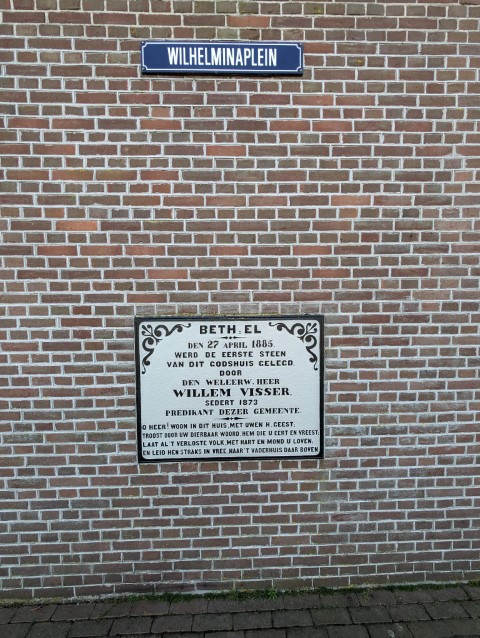 WILHELMINAPLEIN
BETH, EL
DEN 27 APRIL 1885,
WERD DE EERSTE STEEN
VAN DIT GODSHUIS GELEGD,
DOOR
DEN WELEERW, HEER
WILLEM VISSER,
SEDERT 1873
PREDIKANT DEZER GEMEENTE
O HEER! WOON IN DIT HUIS, MET UWEN H. GEEST;
TROOST DOOR UW DIERBAAR WOORD, HEM DIE U EERT EN VREEST,
LAAT AL 'T VERLOSTE VOLK, MET HART EN MOND U LOVEN,
EN LEID HEN STRAKS IN VREE NAAR 'T VADERHUIS DAAR BOVEN